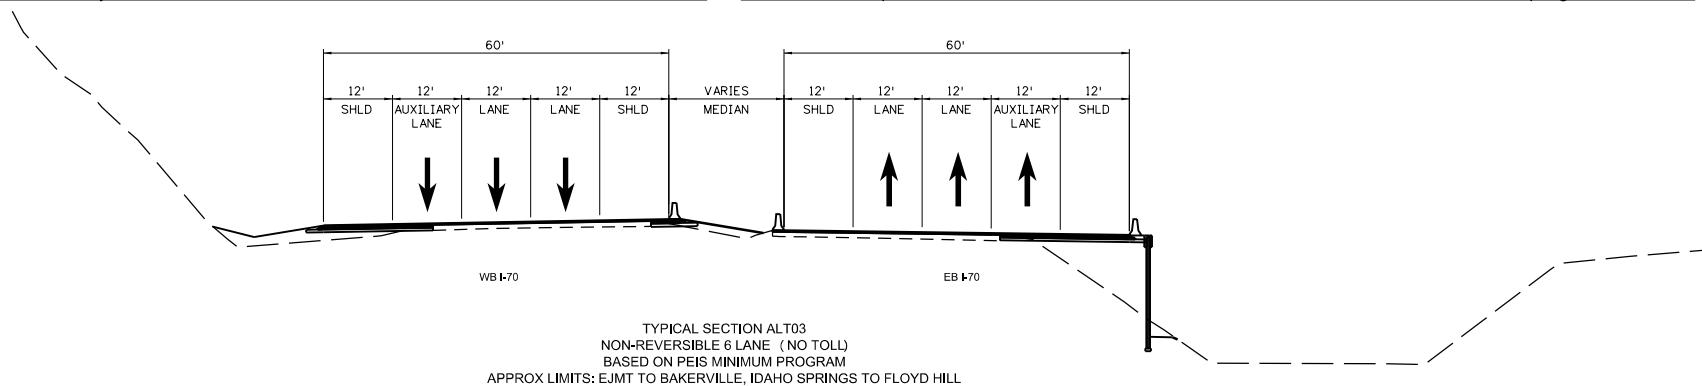 60' 60'
12' 12' 12' 12' 12' VARIES 12' 12' 12' 12' 12'
SHLD AUXILIARY LANE LANE LANE SHLD MEDIAN SHLD LANE LANE AUXILIARY LANE SHLD
WB I-70 EB I-70
TYPICAL SECTION ALT03
NON-REVERSIBLE 6 LANE (NO TOLL)
BASED ON PEIS MINIMUM PROGRAM
APPROX LIMITS: EJMT TO BAKERVILLE, IDAHO SPRINGS TO FLOYD HILL